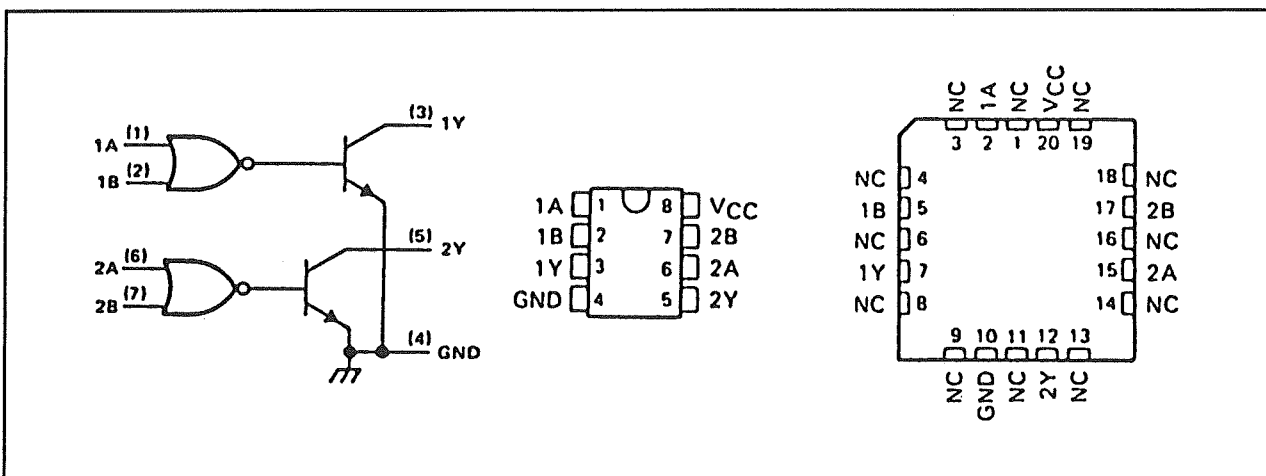 (3) 1Y
1A (1)
1B (2)
(5) 2Y
2A (6)
2B (7)
(4) GND
1A 1 8 VCC
1B 2 7 2B
1Y 3 6 2A
GND 4 5 2Y
NC 1A NC VCC NC
3 2 1 20 19
NC 4 18 NC
1B 5 17 2B
NC 6 16 NC
1Y 7 15 2A
NC 8 14 NC
9 10 11 12 13
NC GND NC 2Y NC